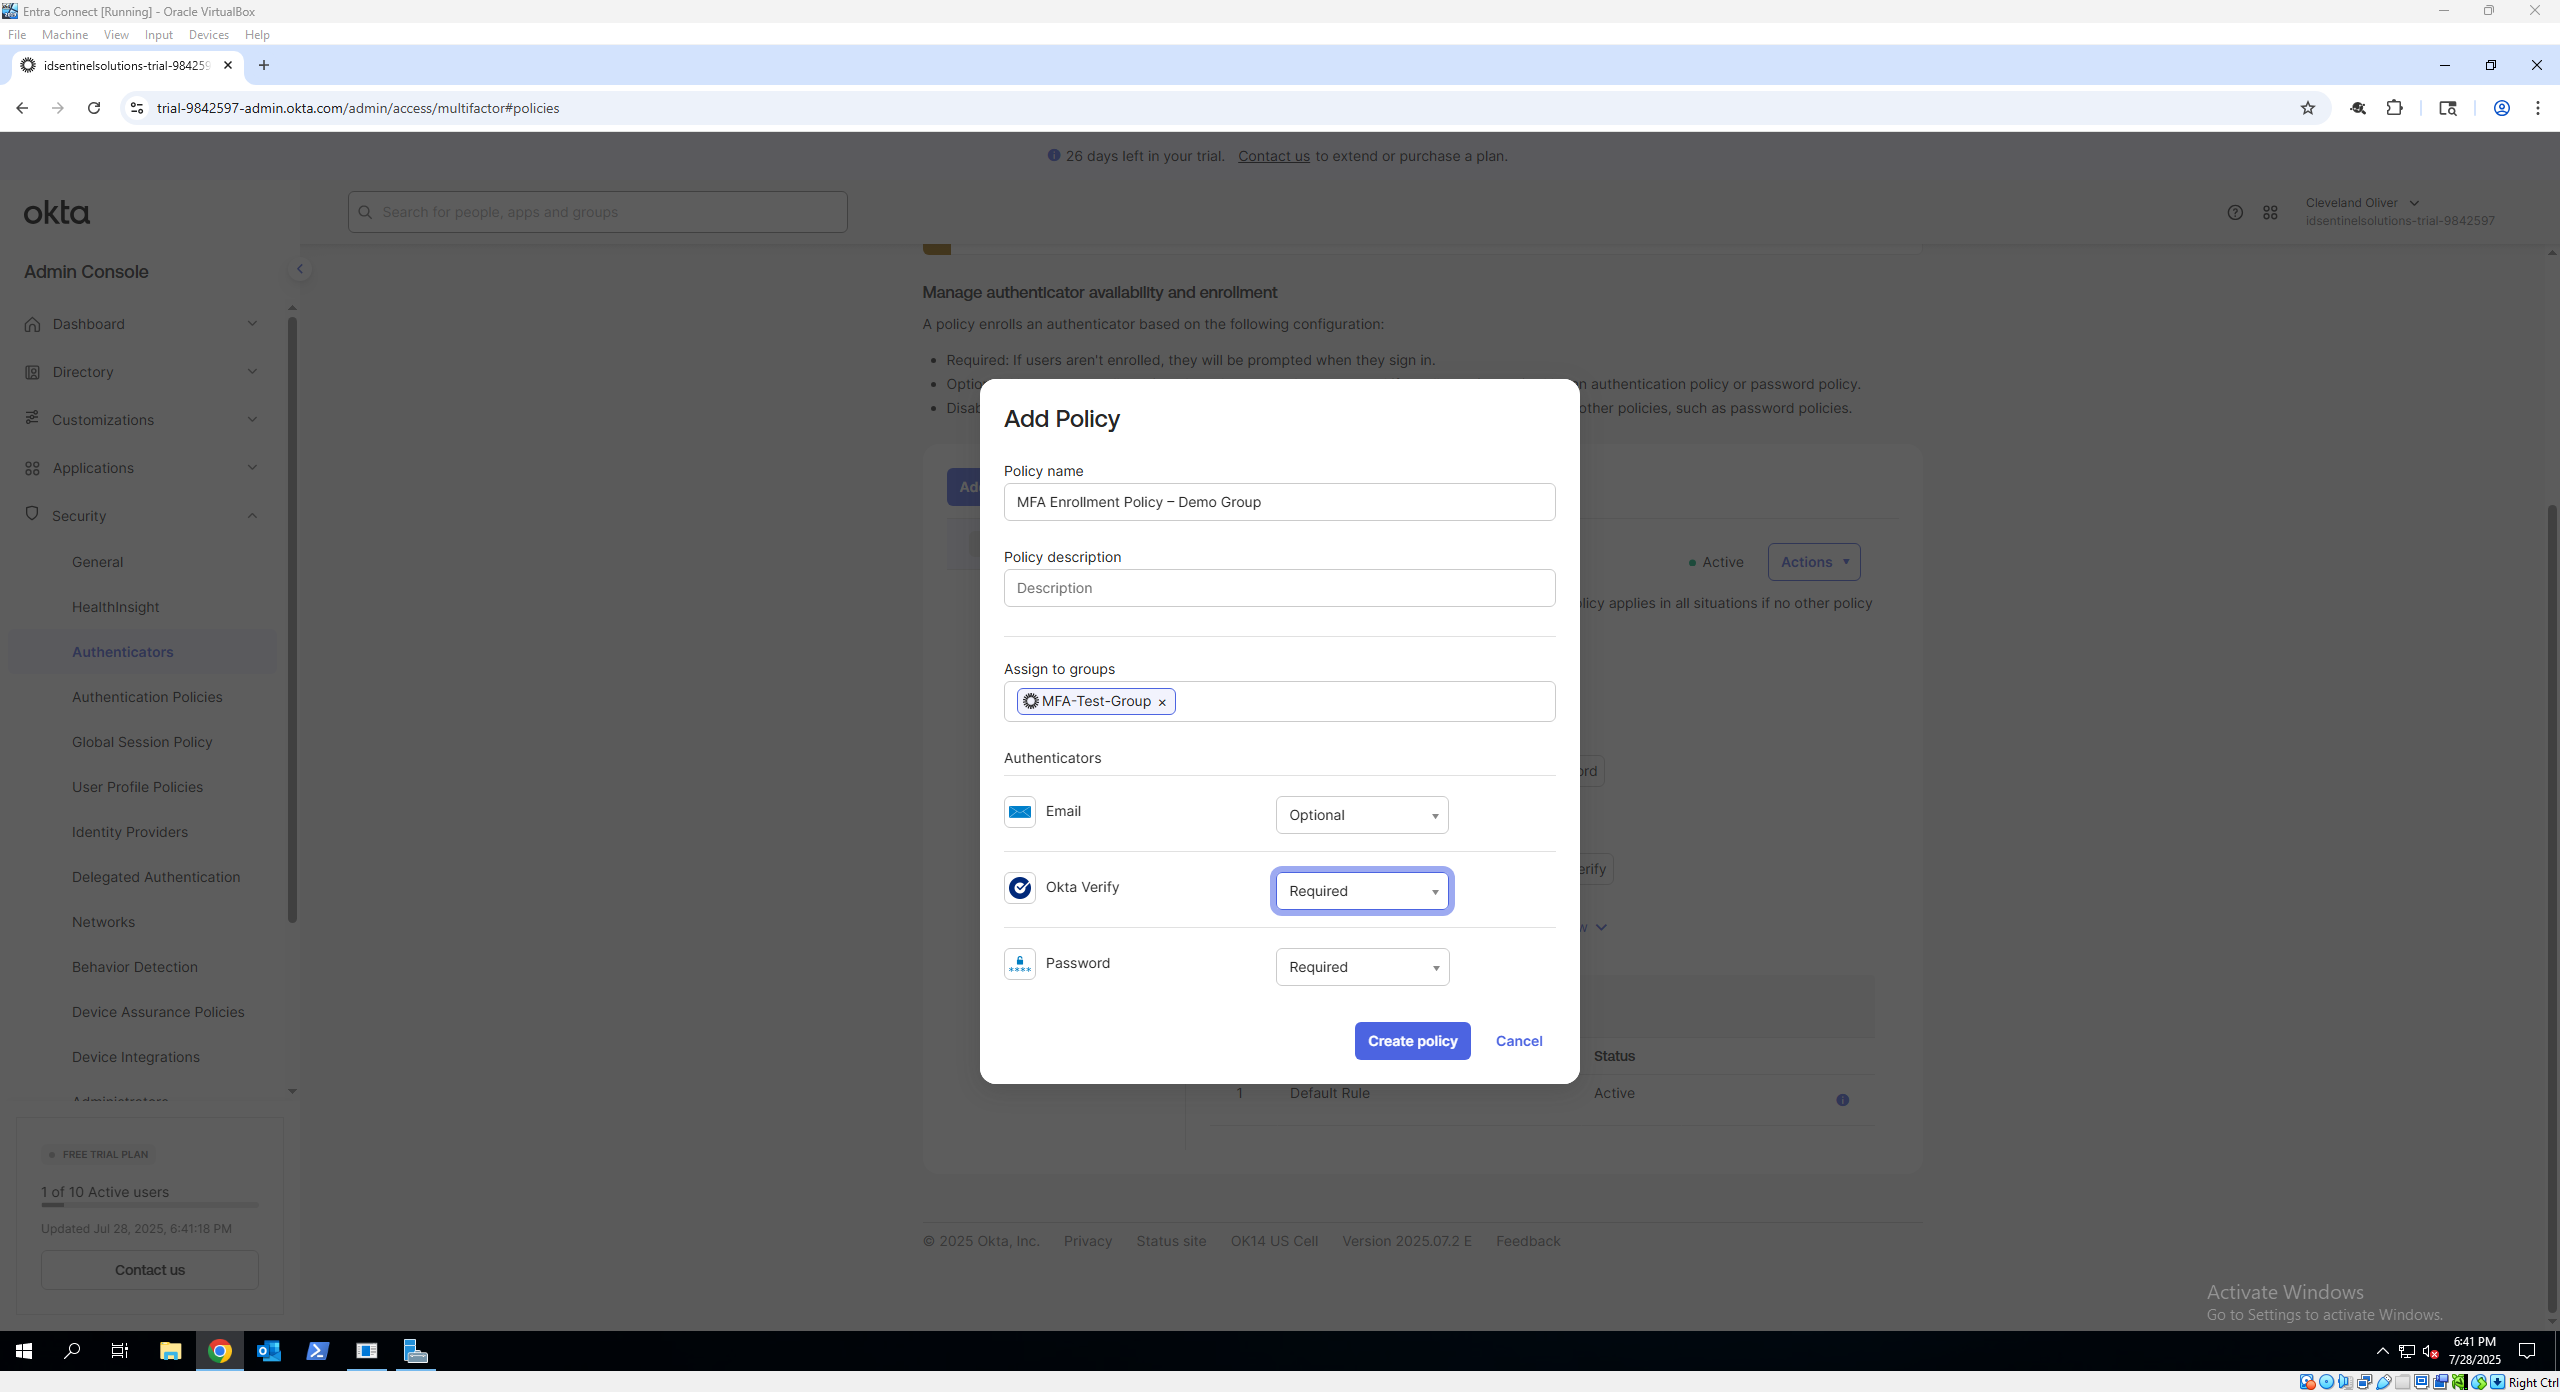 Entra Connect [Running] - Oracle VirtualBox
File Machine View Input Devices Help
idsentinelsolutions-trial-984259
trial-9842597-admin.okta.com/admin/access/multifactor#policies
26 days left in your trial. Contact us to extend or purchase a plan.
okta
Search for people, apps and groups
Cleveland Oliver
idsentinelsolutions-trial-9842597
Admin Console
Dashboard
Directory
Customizations
Applications
Security
General
HealthInsight
Authenticators
Authentication Policies
Global Session Policy
User Profile Policies
Identity Providers
Delegated Authentication
Networks
Behavior Detection
Device Assurance Policies
Device Integrations
Administrators
FREE TRIAL PLAN
1 of 10 Active users
Updated Jul 28, 2025, 6:41:18 PM
Contact us
Manage authenticator availability and enrollment
A policy enrolls an authenticator based on the following configuration:
• Required: If users aren't enrolled, they will be prompted when they sign in.
authentication policy or password policy.
other policies, such as password policies.
Active
Actions
policy applies in all situations if no other policy
Add Policy
Policy name
MFA Enrollment Policy – Demo Group
Policy description
Description
Assign to groups
MFA-Test-Group ×
Authenticators
Email
Optional
Okta Verify
Required
Password
Required
Create policy
Cancel
Status
1 Default Rule Active
© 2025 Okta, Inc. Privacy Status site OK14 US Cell Version 2025.07.2 E Feedback
Activate Windows
Go to Settings to activate Windows.
6:41 PM
7/28/2025
Right Ctrl